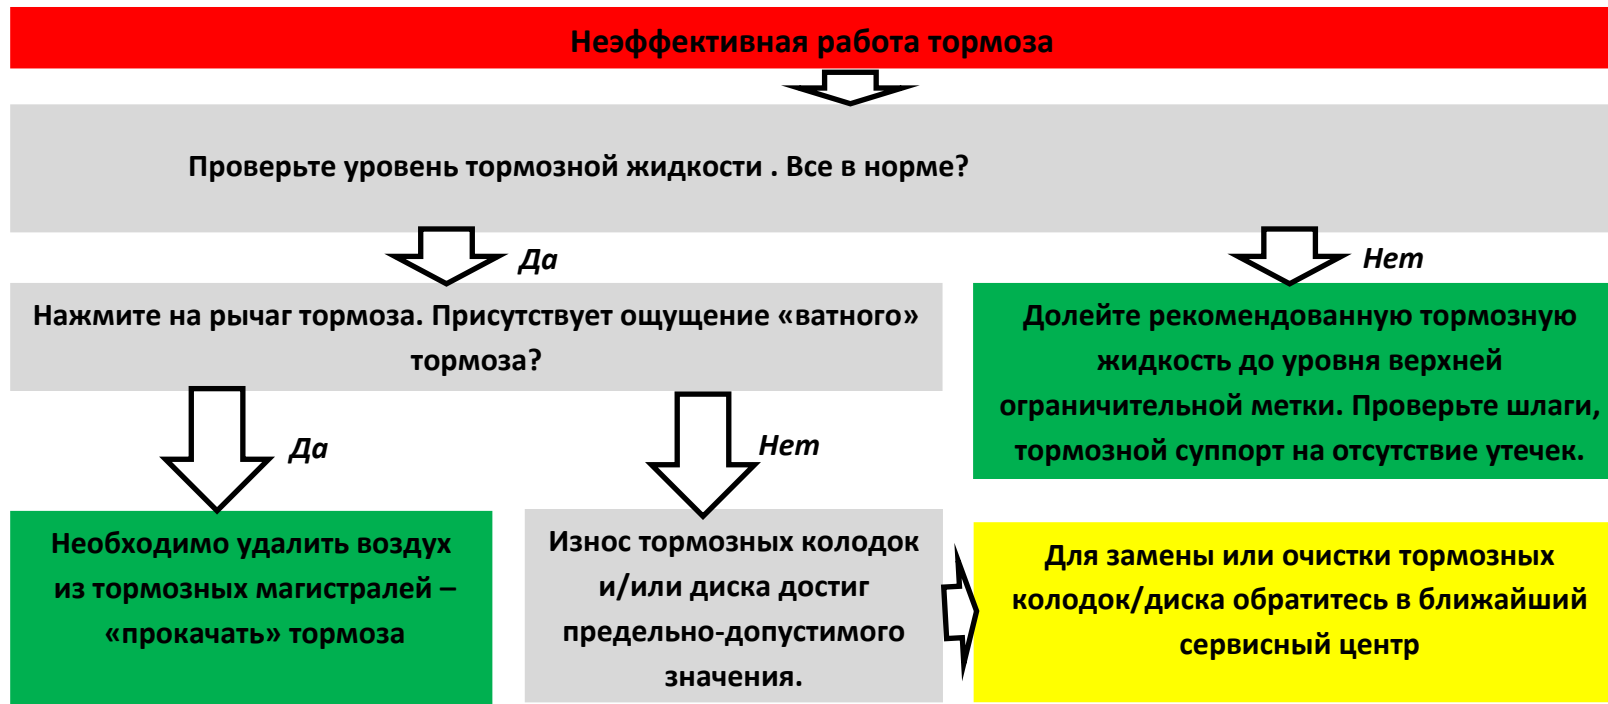 Неэффективная работа тормоза
Проверьте уровень тормозной жидкости . Все в норме?
Да
Нет
Нажмите на рычаг тормоза. Присутствует ощущение «ватного»
тормоза?
Долейте рекомендованную тормозную
жидкость до уровня верхней
ограничительной метки. Проверьте шлаги,
тормозной суппорт на отсутствие утечек.
Да
Нет
Необходимо удалить воздух
из тормозных магистралей –
«прокачать» тормоза
Износ тормозных колодок
и/или диска достиг
предельно-допустимого
значения.
Для замены или очистки тормозных
колодок/диска обратитесь в ближайший
сервисный центр